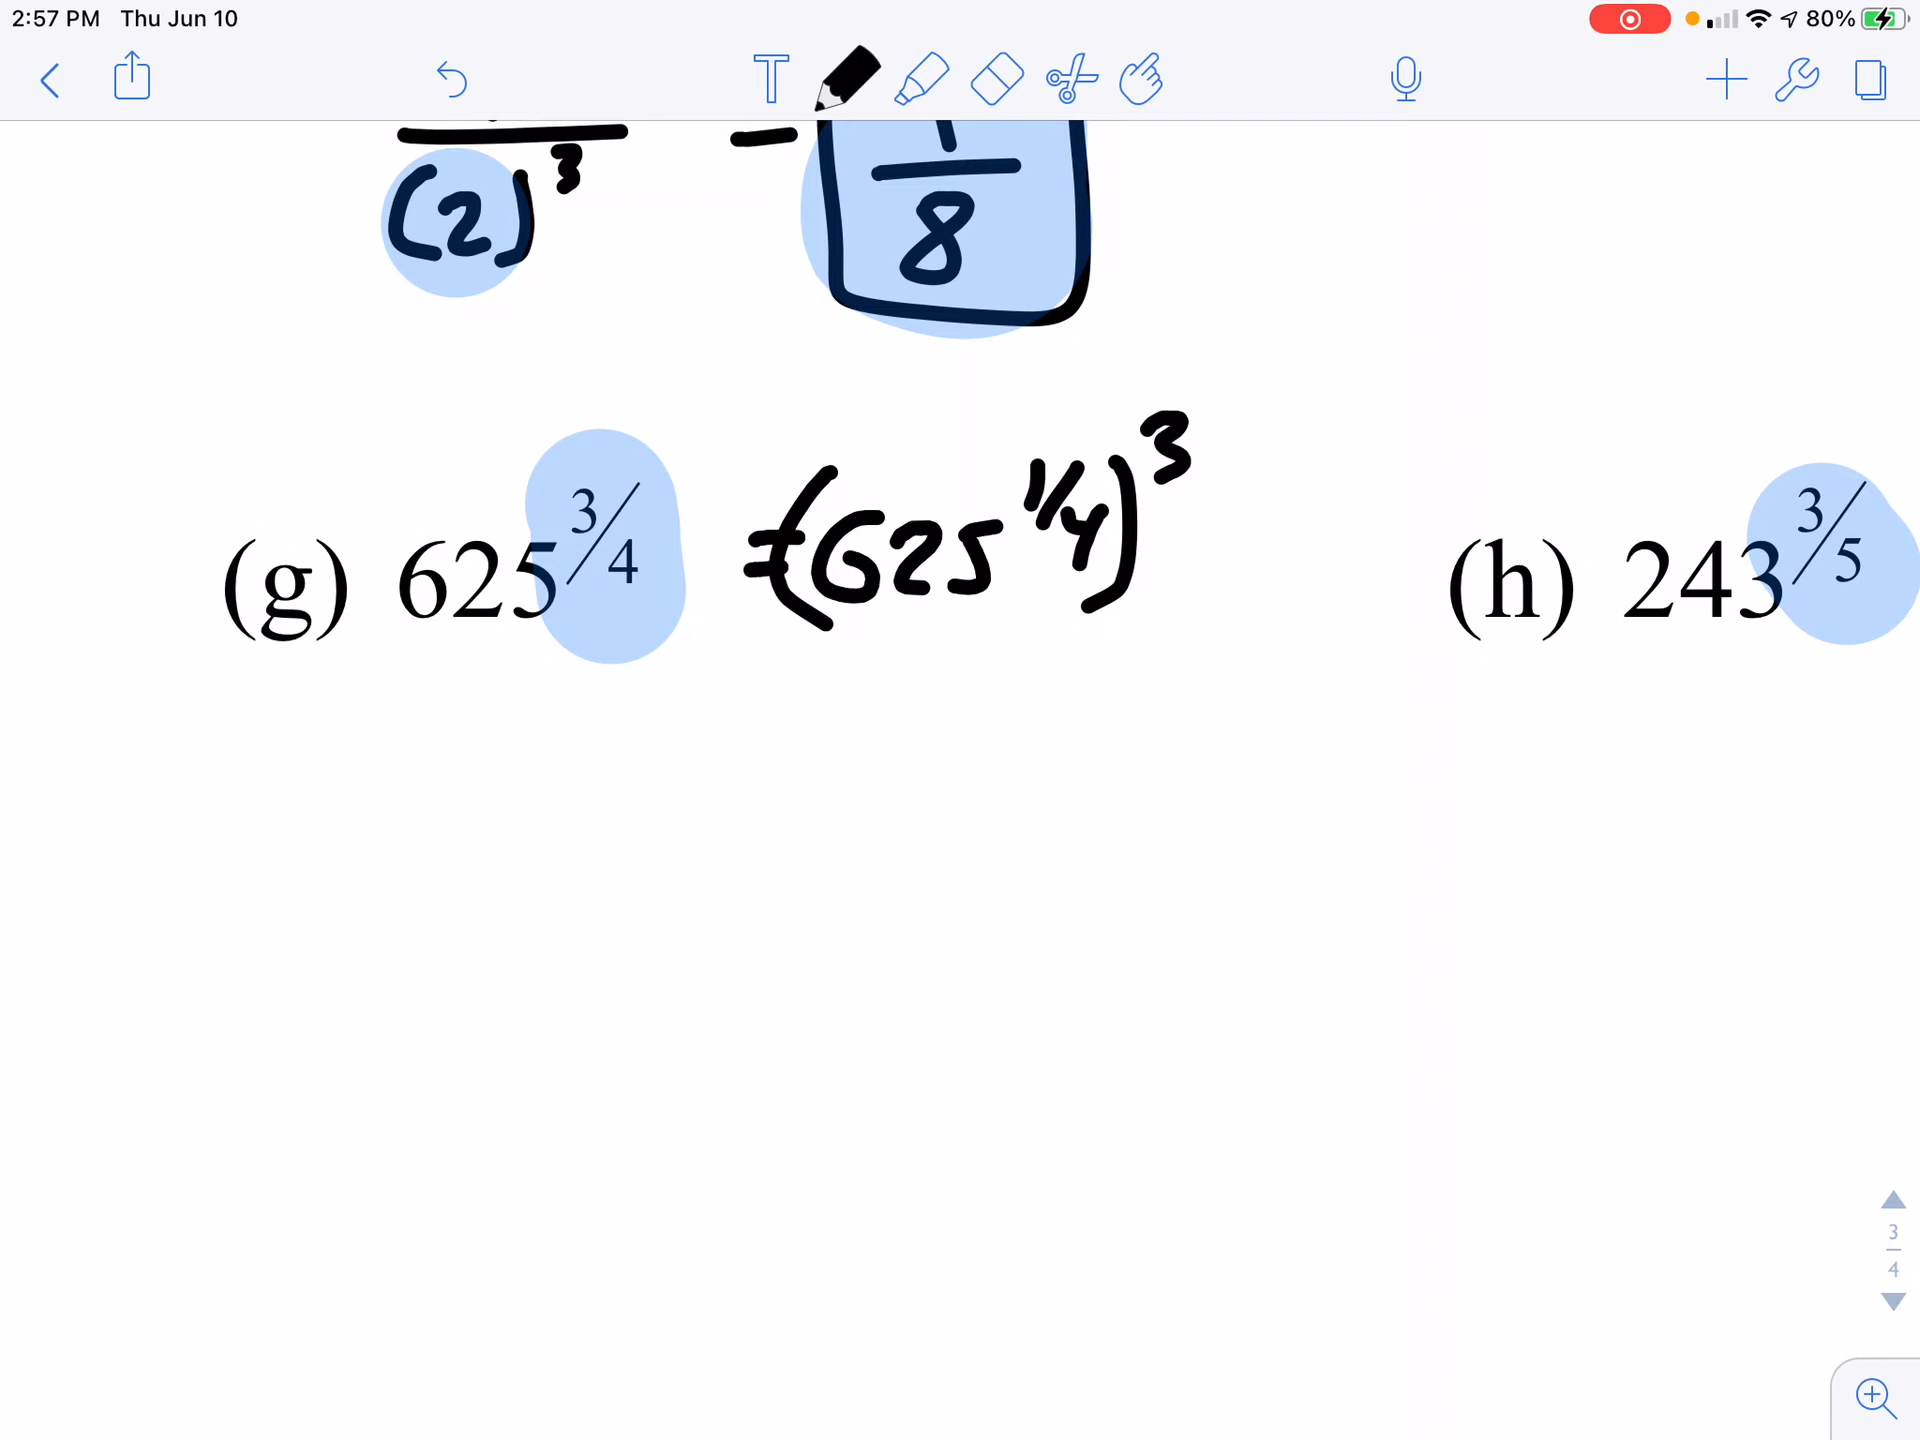 2:57 PM Thu Jun 10 80%
T
(2)³ = 1/8
(g) 625^3/4 = (625^1/4)^3 (h) 243^3/5
3
4